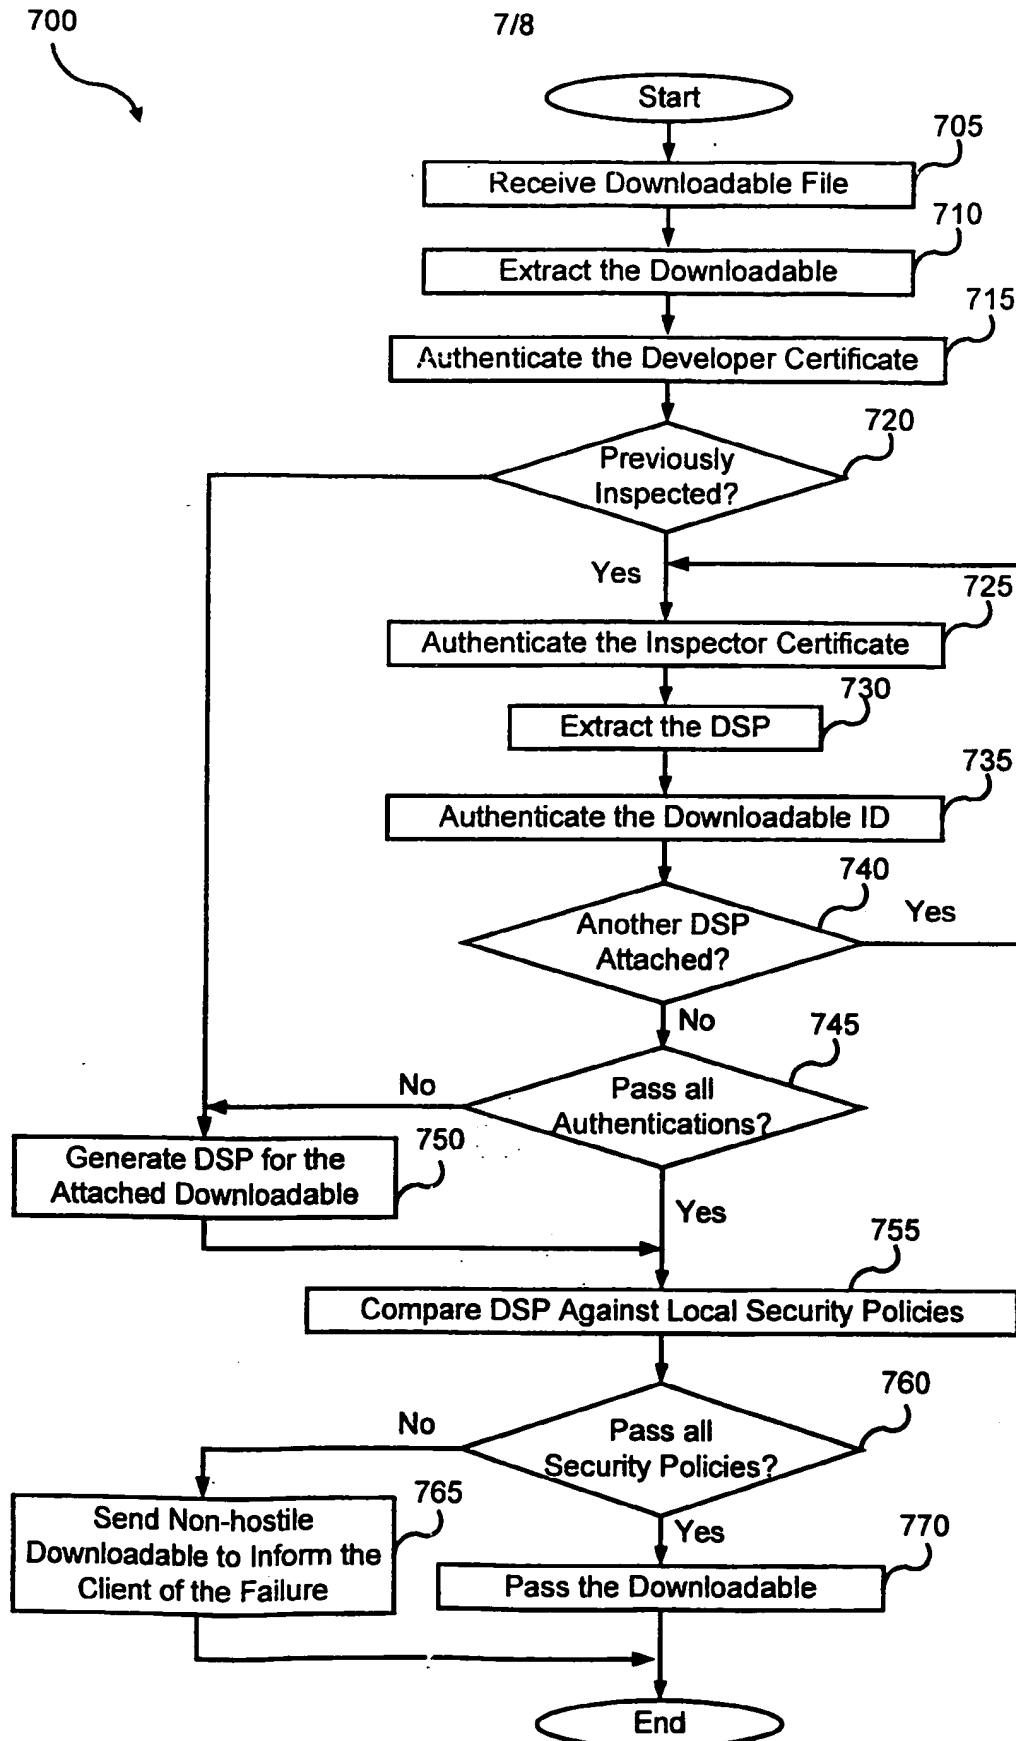 700
7/8
Start
705
Receive Downloadable File
710
Extract the Downloadable
715
Authenticate the Developer Certificate
720
Previously
Inspected?
Yes
725
Authenticate the Inspector Certificate
730
Extract the DSP
735
Authenticate the Downloadable ID
740
Another DSP
Attached?
Yes
No
745
Pass all
Authentications?
No
750
Generate DSP for the
Attached Downloadable
Yes
755
Compare DSP Against Local Security Policies
760
Pass all
Security Policies?
No
765
Send Non-hostile
Downloadable to Inform the
Client of the Failure
Yes
770
Pass the Downloadable
End